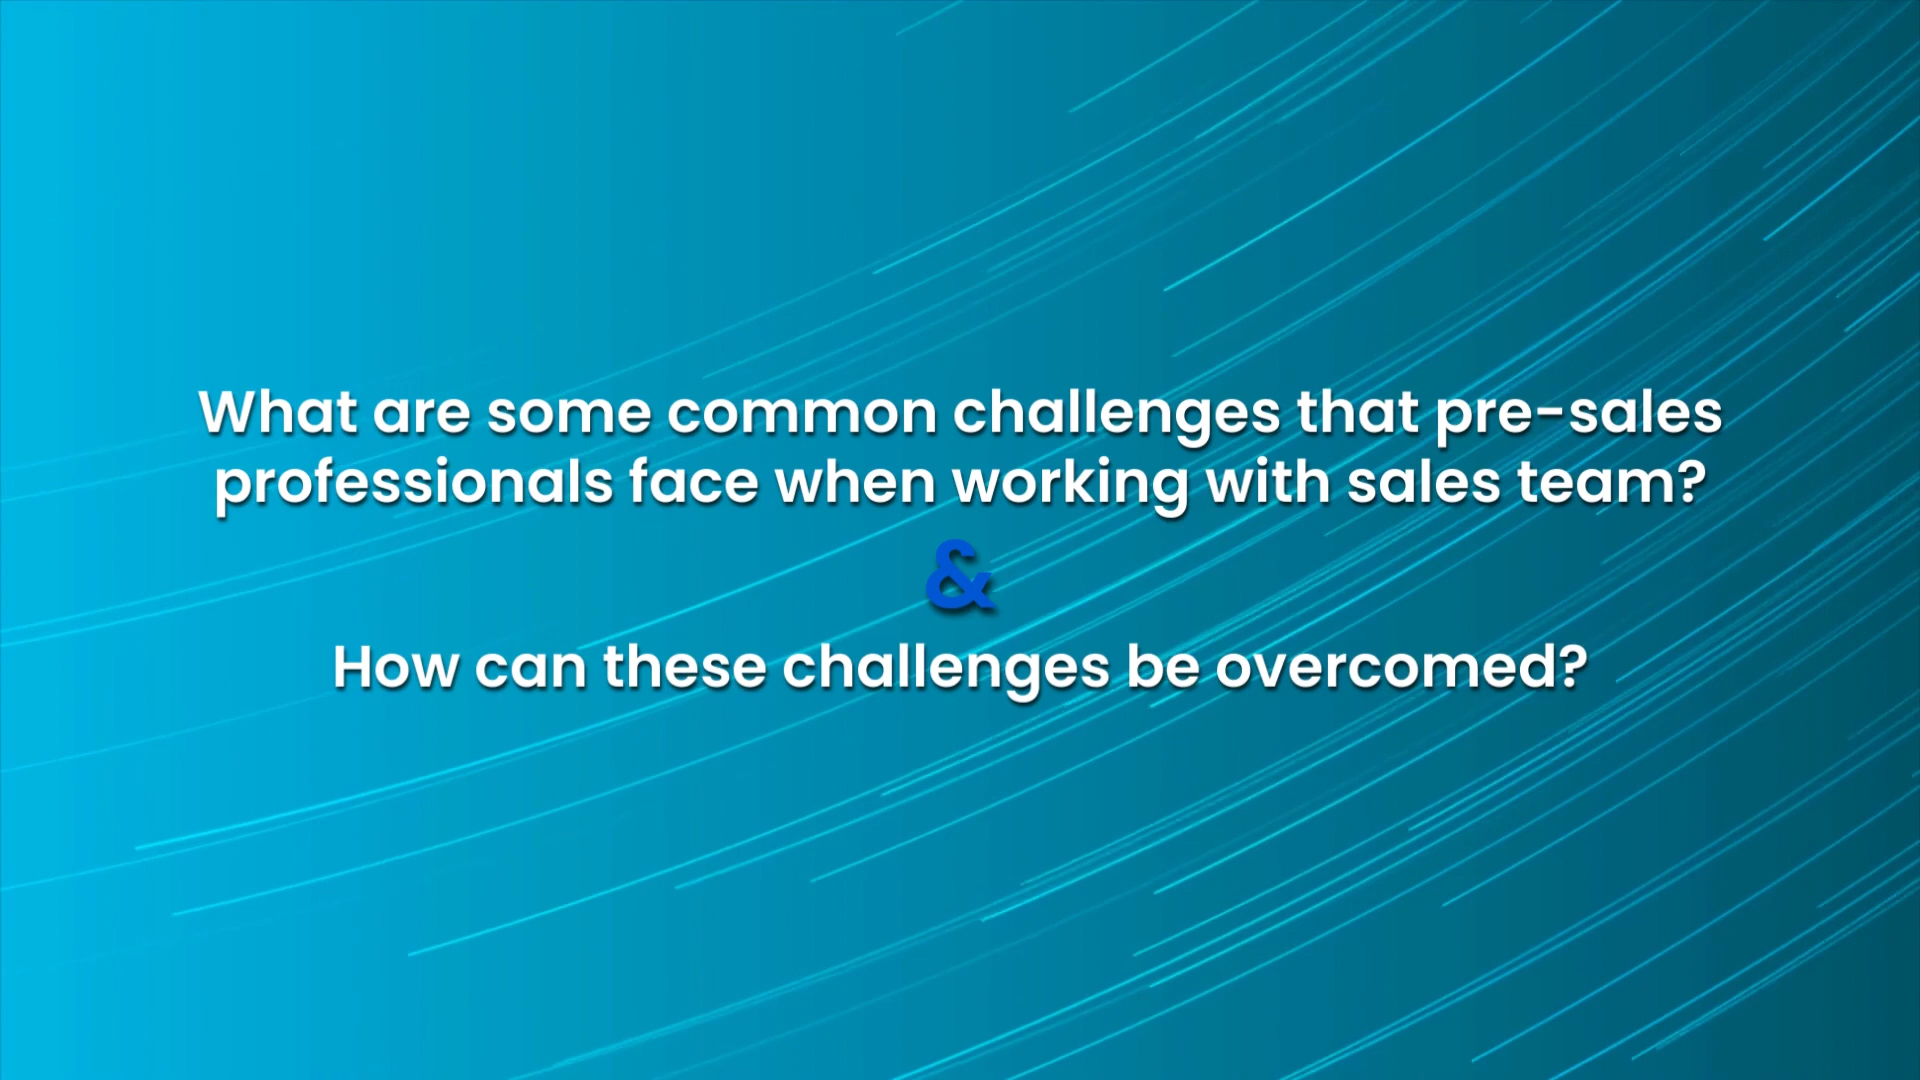 What are some common challenges that pre-sales
professionals face when working with sales team?
&
How can these challenges be overcomed?